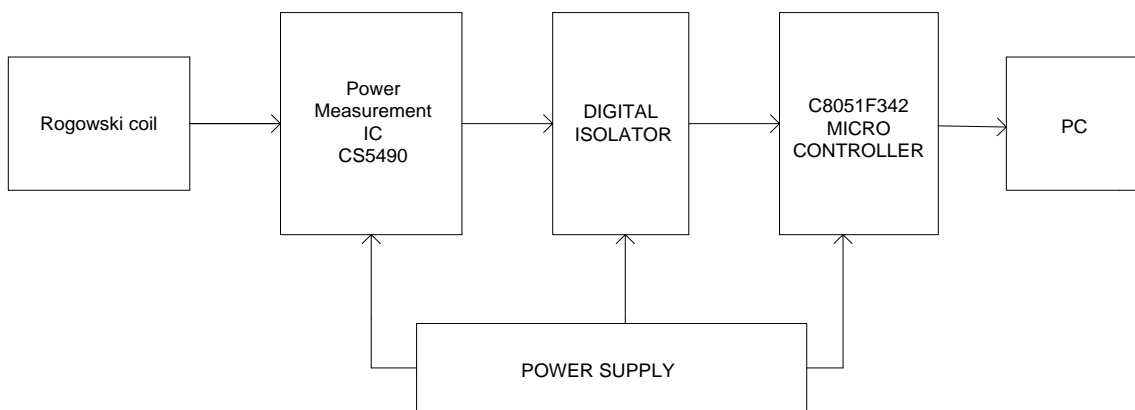 Rogowski coil
Power
Measurement
IC
CS5490
DIGITAL
ISOLATOR
C8051F342
MICRO
CONTROLLER
PC
POWER SUPPLY